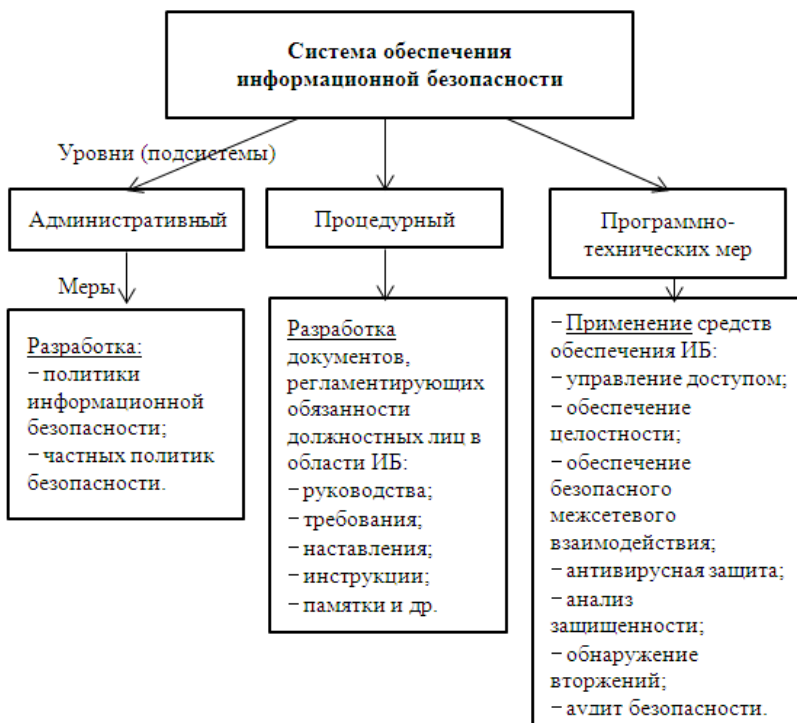 Система обеспечения
информационной безопасности
Уровни (подсистемы)
Административный
Процедурный
Программно-
технических мер
Меры
Разработка:
− политики
информационной
безопасности;
− частных политик
безопасности.
Разработка
документов,
регламентирующих
обязанности
должностных лиц в
области ИБ:
− руководства;
− требования;
− наставления;
− инструкции;
− памятки и др.
− Применение средств
обеспечения ИБ:
− управление доступом;
− обеспечение
целостности;
− обеспечение
безопасного
межсетевого
взаимодействия;
− антивирусная защита;
− анализ
защищенности;
− обнаружение
вторжений;
− аудит безопасности.